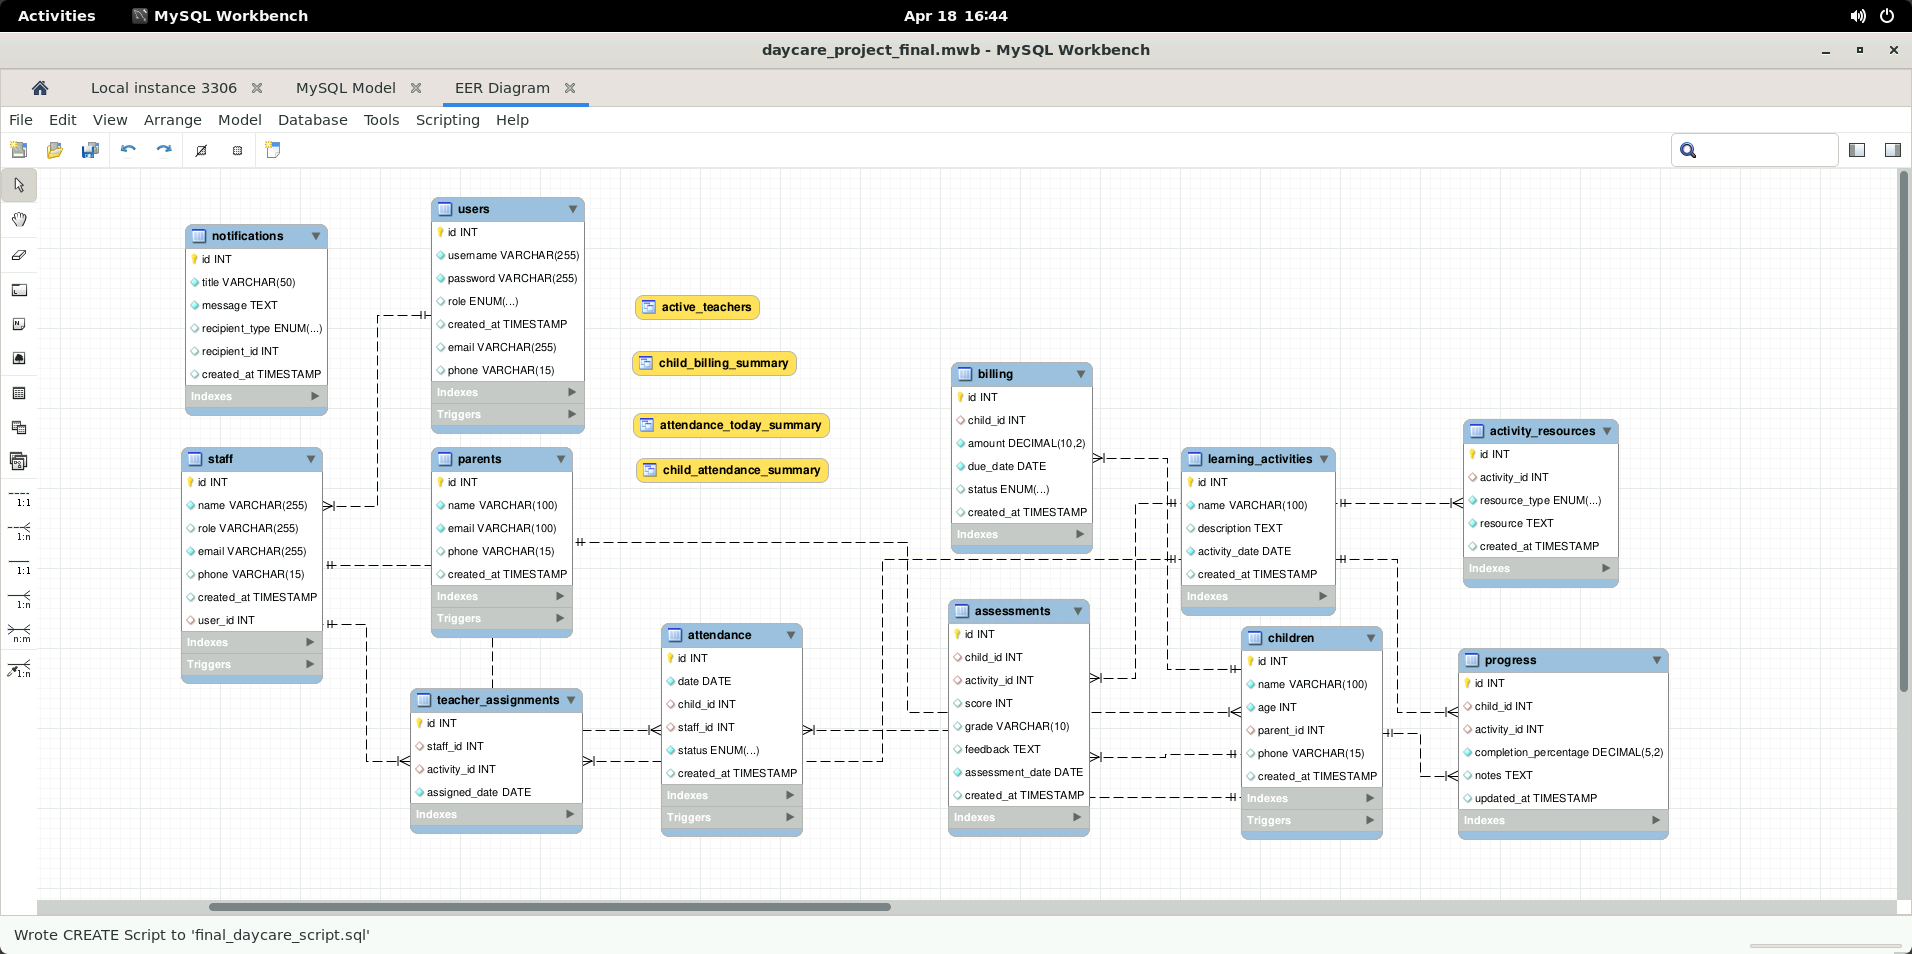 Activities
MySQL Workbench
Apr 18 16:44
daycare_project_final.mwb - MySQL Workbench
Local instance 3306
MySQL Model
EER Diagram
File Edit View Arrange Model Database Tools Scripting Help
1:1
1:n
1:1
1:n
n:m
1:n
notifications
id INT
title VARCHAR(50)
message TEXT
recipient_type ENUM(...)
recipient_id INT
created_at TIMESTAMP
Indexes
users
id INT
username VARCHAR(255)
password VARCHAR(255)
role ENUM(...)
created_at TIMESTAMP
email VARCHAR(255)
phone VARCHAR(15)
Indexes
Triggers
active_teachers
child_billing_summary
attendance_today_summary
child_attendance_summary
staff
id INT
name VARCHAR(255)
role VARCHAR(255)
email VARCHAR(255)
phone VARCHAR(15)
created_at TIMESTAMP
user_id INT
Indexes
Triggers
parents
id INT
name VARCHAR(100)
email VARCHAR(100)
phone VARCHAR(15)
created_at TIMESTAMP
Indexes
Triggers
teacher_assignments
id INT
staff_id INT
activity_id INT
assigned_date DATE
Indexes
attendance
id INT
date DATE
child_id INT
staff_id INT
status ENUM(...)
created_at TIMESTAMP
Indexes
Triggers
billing
id INT
child_id INT
amount DECIMAL(10,2)
due_date DATE
status ENUM(...)
created_at TIMESTAMP
Indexes
assessments
id INT
child_id INT
activity_id INT
score INT
grade VARCHAR(10)
feedback TEXT
assessment_date DATE
created_at TIMESTAMP
Indexes
learning_activities
id INT
name VARCHAR(100)
description TEXT
activity_date DATE
created_at TIMESTAMP
Indexes
children
id INT
name VARCHAR(100)
age INT
parent_id INT
phone VARCHAR(15)
created_at TIMESTAMP
Indexes
Triggers
activity_resources
id INT
activity_id INT
resource_type ENUM(...)
resource TEXT
created_at TIMESTAMP
Indexes
progress
id INT
child_id INT
activity_id INT
completion_percentage DECIMAL(5,2)
notes TEXT
updated_at TIMESTAMP
Indexes
Wrote CREATE Script to 'final_daycare_script.sql'